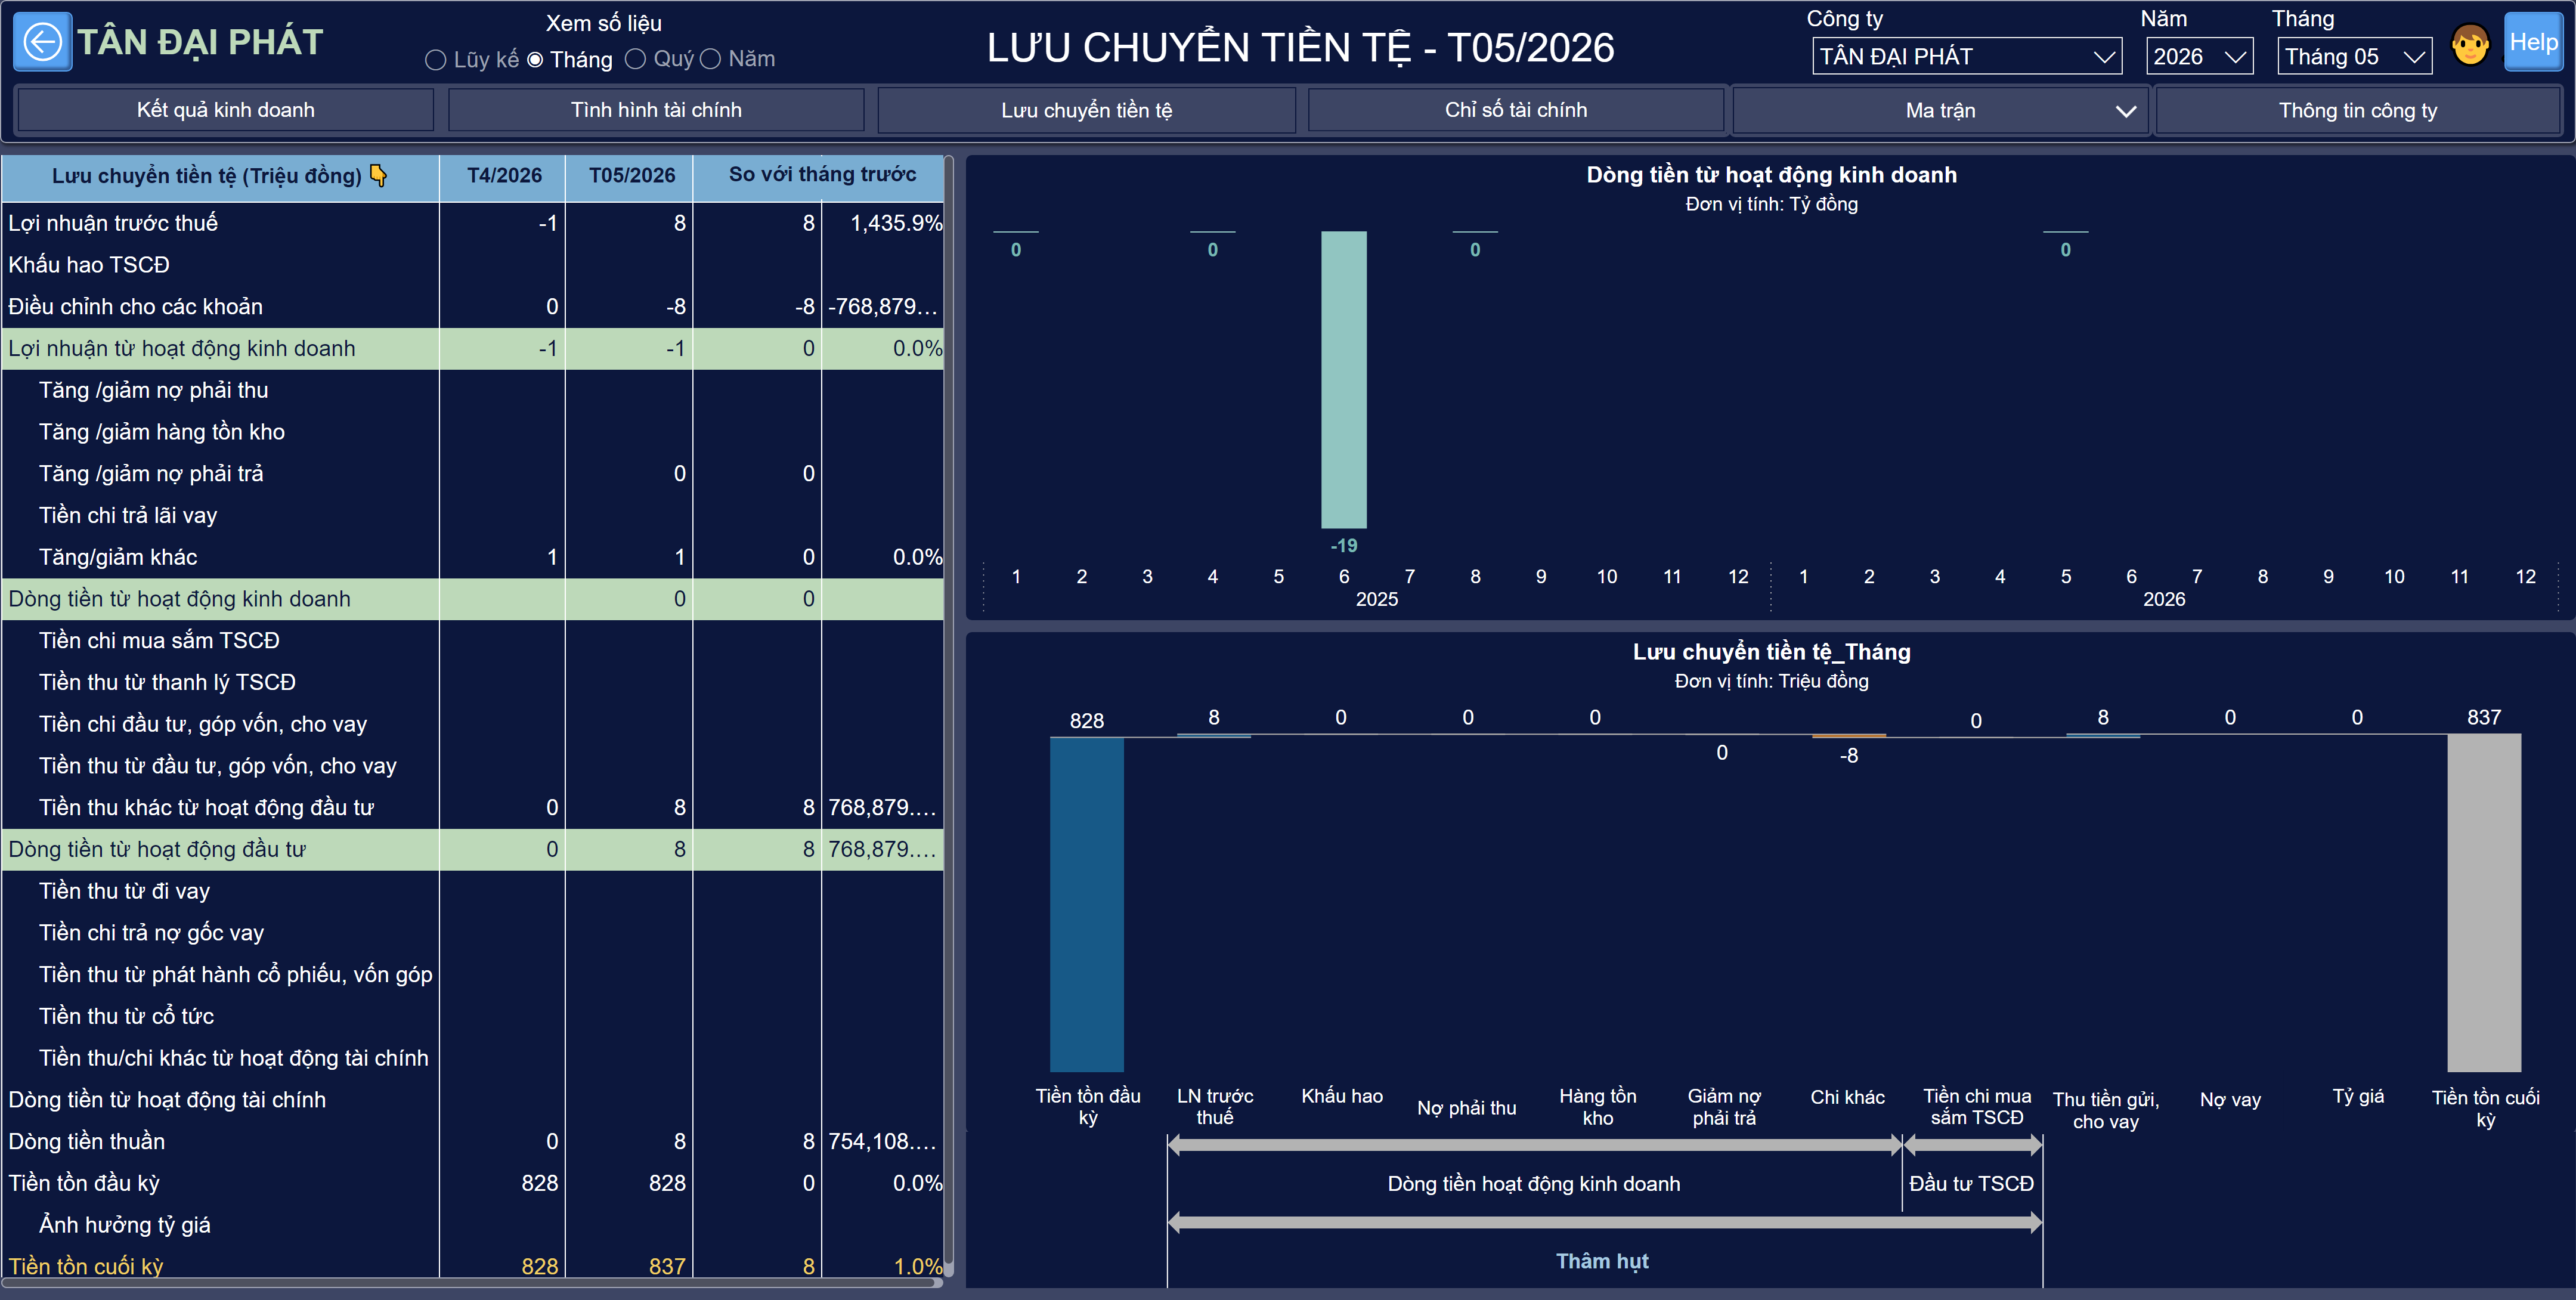 TÂN ĐẠI PHÁT
Xem số liệu
Lũy kế Tháng Quý Năm
LƯU CHUYỂN TIỀN TỆ - T05/2026
Công ty Năm Tháng
TÂN ĐẠI PHÁT 2026 Tháng 05 Help
Kết quả kinh doanh Tình hình tài chính Lưu chuyển tiền tệ Chỉ số tài chính Ma trận Thông tin công ty
Lưu chuyển tiền tệ (Triệu đồng) T4/2026 T05/2026 So với tháng trước
Lợi nhuận trước thuế -1 8 8 1,435.9%
Khấu hao TSCĐ
Điều chỉnh cho các khoản 0 -8 -8 -768,879...
Lợi nhuận từ hoạt động kinh doanh -1 -1 0 0.0%
Tăng /giảm nợ phải thu
Tăng /giảm hàng tồn kho
Tăng /giảm nợ phải trả 0 0
Tiền chi trả lãi vay
Tăng/giảm khác 1 1 0 0.0%
Dòng tiền từ hoạt động kinh doanh 0 0
Tiền chi mua sắm TSCĐ
Tiền thu từ thanh lý TSCĐ
Tiền chi đầu tư, góp vốn, cho vay
Tiền thu từ đầu tư, góp vốn, cho vay
Tiền thu khác từ hoạt động đầu tư 0 8 8 768,879....
Dòng tiền từ hoạt động đầu tư 0 8 8 768,879....
Tiền thu từ đi vay
Tiền chi trả nợ gốc vay
Tiền thu từ phát hành cổ phiếu, vốn góp
Tiền thu từ cổ tức
Tiền thu/chi khác từ hoạt động tài chính
Dòng tiền từ hoạt động tài chính
Dòng tiền thuần 0 8 8 754,108....
Tiền tồn đầu kỳ 828 828 0 0.0%
Ảnh hưởng tỷ giá
Tiền tồn cuối kỳ 828 837 8 1.0%
Dòng tiền từ hoạt động kinh doanh
Đơn vị tính: Tỷ đồng
0 0 0 0
-19
1 2 3 4 5 6 7 8 9 10 11 12 1 2 3 4 5 6 7 8 9 10 11 12
2025 2026
Lưu chuyển tiền tệ_Tháng
Đơn vị tính: Triệu đồng
828 8 0 0 0 0 -8 0 8 0 0 837
Tiền tồn đầu kỳ
LN trước thuế
Khấu hao
Nợ phải thu
Hàng tồn kho
Giảm nợ phải trả
Chi khác
Tiền chi mua sắm TSCĐ
Thu tiền gửi, cho vay
Nợ vay
Tỷ giá
Tiền tồn cuối kỳ
Dòng tiền hoạt động kinh doanh Đầu tư TSCĐ
Thâm hụt